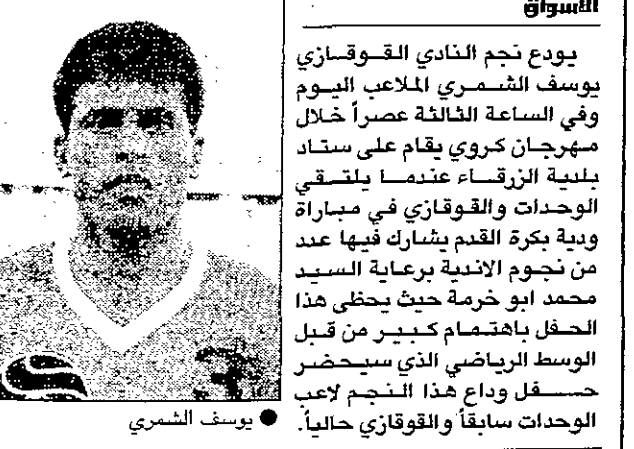 الأسواق
يودع نجم النادي القوقازي
يوسف الشمري الملاعب اليوم
وفي الساعة الثالثة عصراً خلال
مهرجان كروي يقام على ستاد
بلدية الزرقاء عندما يلتقي
الوحدات والقوقازي في مباراة
ودية بكرة القدم يشارك فيها عدد
من نجوم الاندية برعاية السيد
محمد ابو خرمة حيث يحظى هذا
الحفل باهتمام كبير من قبل
الوسط الرياضي الذي سيحضر
حفل وداع هذا النجم لاعب
الوحدات سابقاً والقوقازي حالياً.
● يوسف الشمري